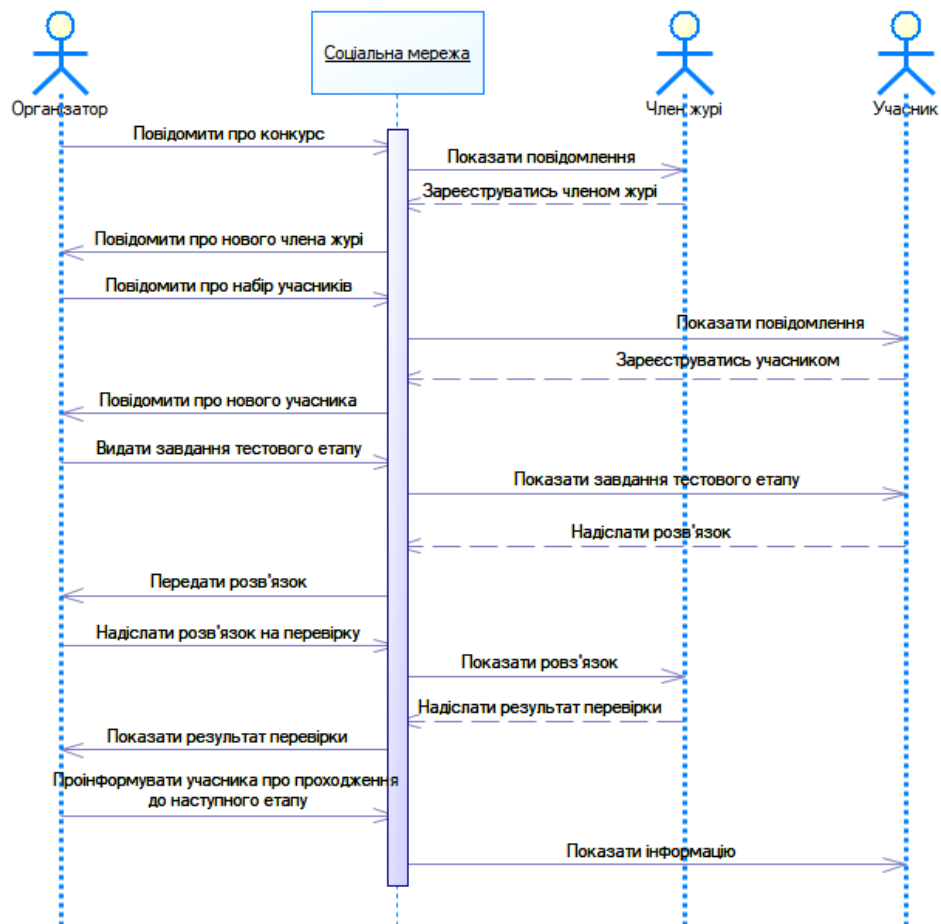 Соціальна мережа
Організатор
Член журі
Учасник
Повідомити про конкурс
Показати повідомлення
Зареєструватись членом журі
Повідомити про нового члена журі
Повідомити про набір учасників
Показати повідомлення
Зареєструватись учасником
Повідомити про нового учасника
Видати завдання тестового етапу
Показати завдання тестового етапу
Надіслати розв'язок
Передати розв'язок
Надіслати розв'язок на перевірку
Показати ровз'язок
Надіслати результат перевірки
Показати результат перевірки
Проінформувати учасника про проходження
до наступного етапу
Показати інформацію